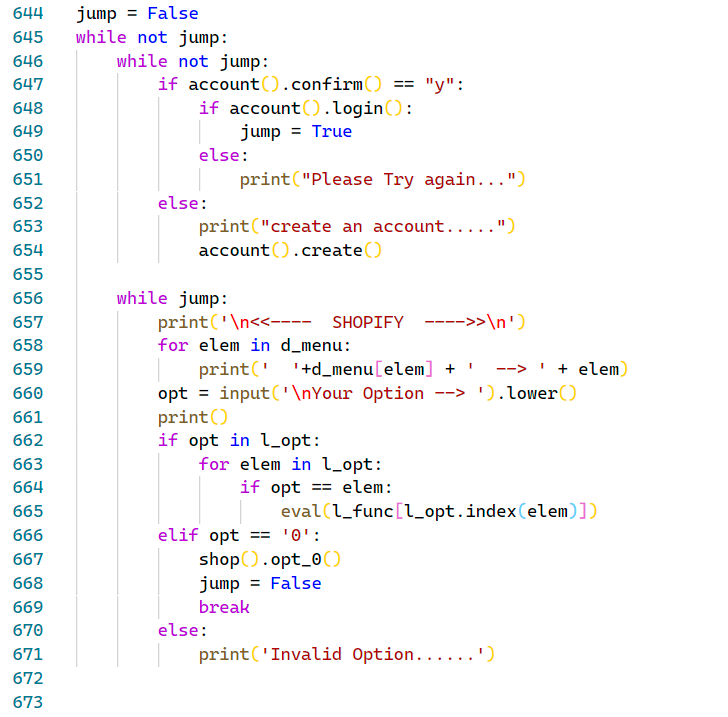 644 jump = False
645 while not jump:
646     while not jump:
647         if account().confirm() == "y":
648             if account().login():
649                 jump = True
650             else:
651                 print("Please Try again...")
652         else:
653             print("create an account.....")
654             account().create()
655
656     while jump:
657         print('\n<<----  SHOPIFY  ---->>\n')
658         for elem in d_menu:
659             print('  '+d_menu[elem] + '  --> ' + elem)
660         opt = input('\nYour Option --> ').lower()
661         print()
662         if opt in l_opt:
663             for elem in l_opt:
664                 if opt == elem:
665                     eval(l_func[l_opt.index(elem)])
666         elif opt == '0':
667             shop().opt_0()
668             jump = False
669             break
670         else:
671             print('Invalid Option......')
672
673